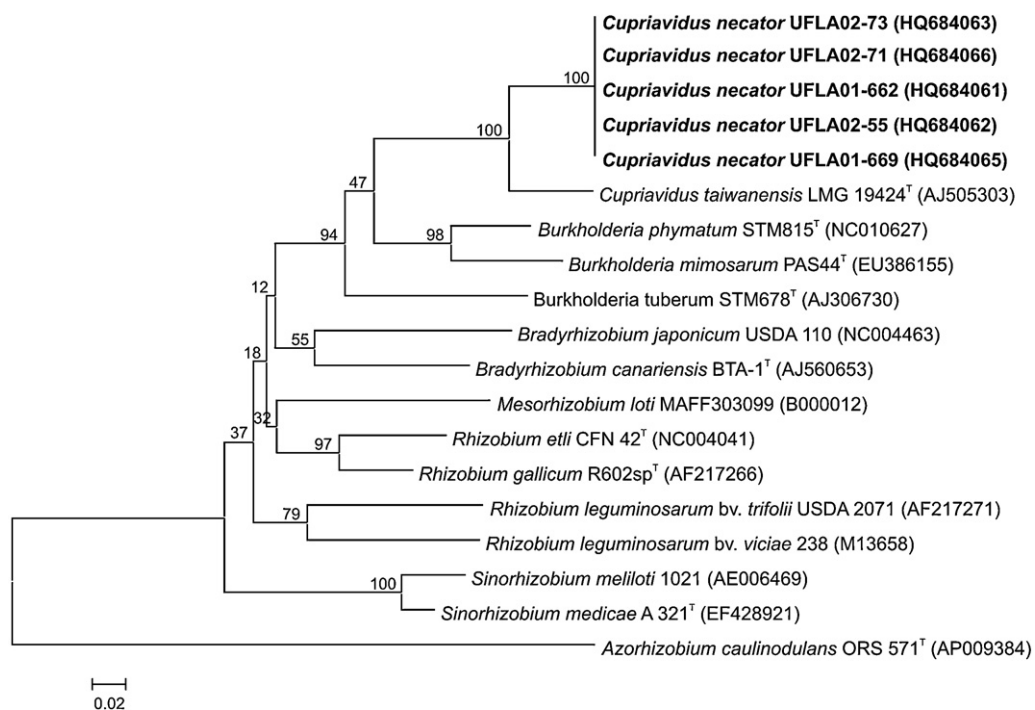 Cupriavidus necator UFLA02-73 (HQ684063)
Cupriavidus necator UFLA02-71 (HQ684066)
100
Cupriavidus necator UFLA01-662 (HQ684061)
100
Cupriavidus necator UFLA02-55 (HQ684062)
Cupriavidus necator UFLA01-669 (HQ684065)
47
Cupriavidus taiwanensis LMG 19424ᵀ (AJ505303)
94
98
Burkholderia phymatum STM815ᵀ (NC010627)
Burkholderia mimosarum PAS44ᵀ (EU386155)
12
Burkholderia tuberum STM678ᵀ (AJ306730)
55
Bradyrhizobium japonicum USDA 110 (NC004463)
18
Bradyrhizobium canariensis BTA-1ᵀ (AJ560653)
32
Mesorhizobium loti MAFF303099 (B000012)
37
97
Rhizobium etli CFN 42ᵀ (NC004041)
Rhizobium gallicum R602spᵀ (AF217266)
79
Rhizobium leguminosarum bv. trifolii USDA 2071 (AF217271)
Rhizobium leguminosarum bv. viciae 238 (M13658)
100
Sinorhizobium meliloti 1021 (AE006469)
Sinorhizobium medicae A 321ᵀ (EF428921)
Azorhizobium caulinodulans ORS 571ᵀ (AP009384)
0.02